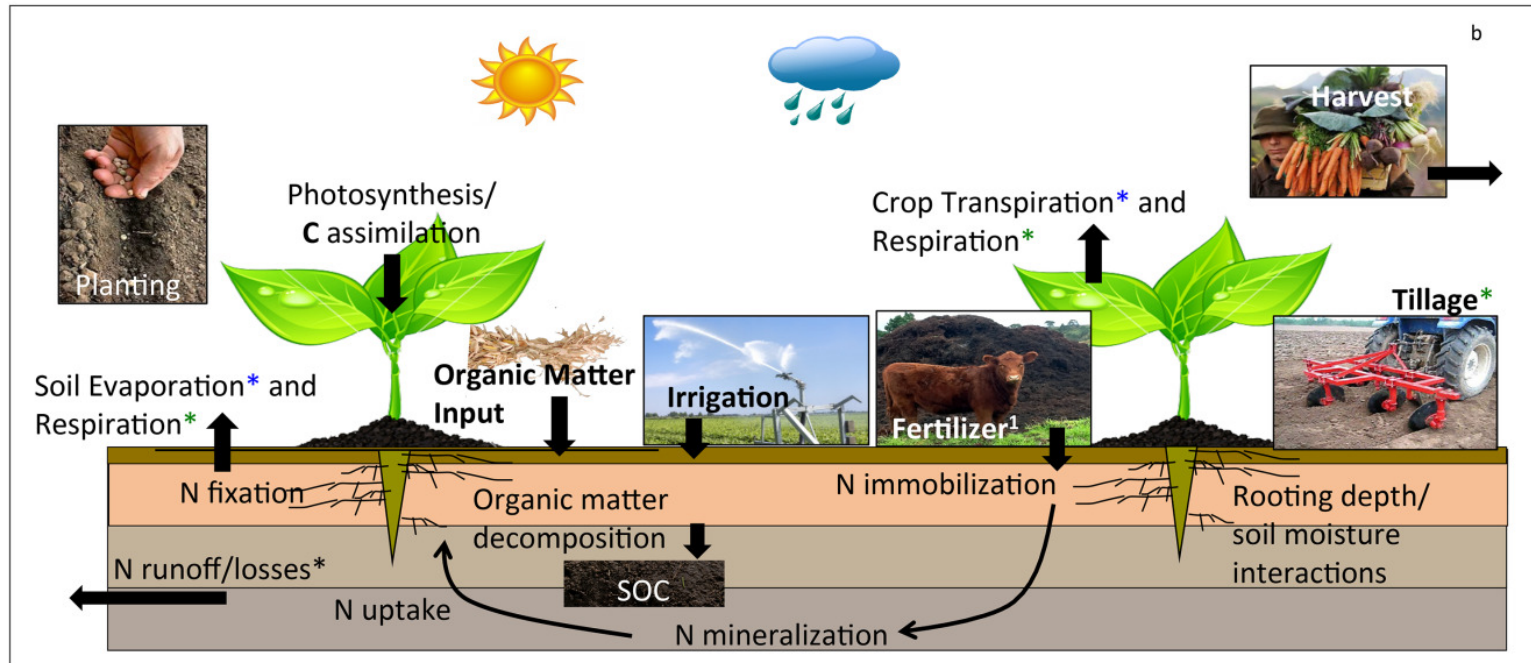 b
Harvest
Planting
Photosynthesis/
C assimilation
Crop Transpiration* and
Respiration*
Tillage*
Soil Evaporation* and
Respiration*
Organic Matter
Input
Irrigation
Fertilizer¹
N fixation
Organic matter
decomposition
N immobilization
Rooting depth/
soil moisture
interactions
N runoff/losses*
SOC
N uptake
N mineralization